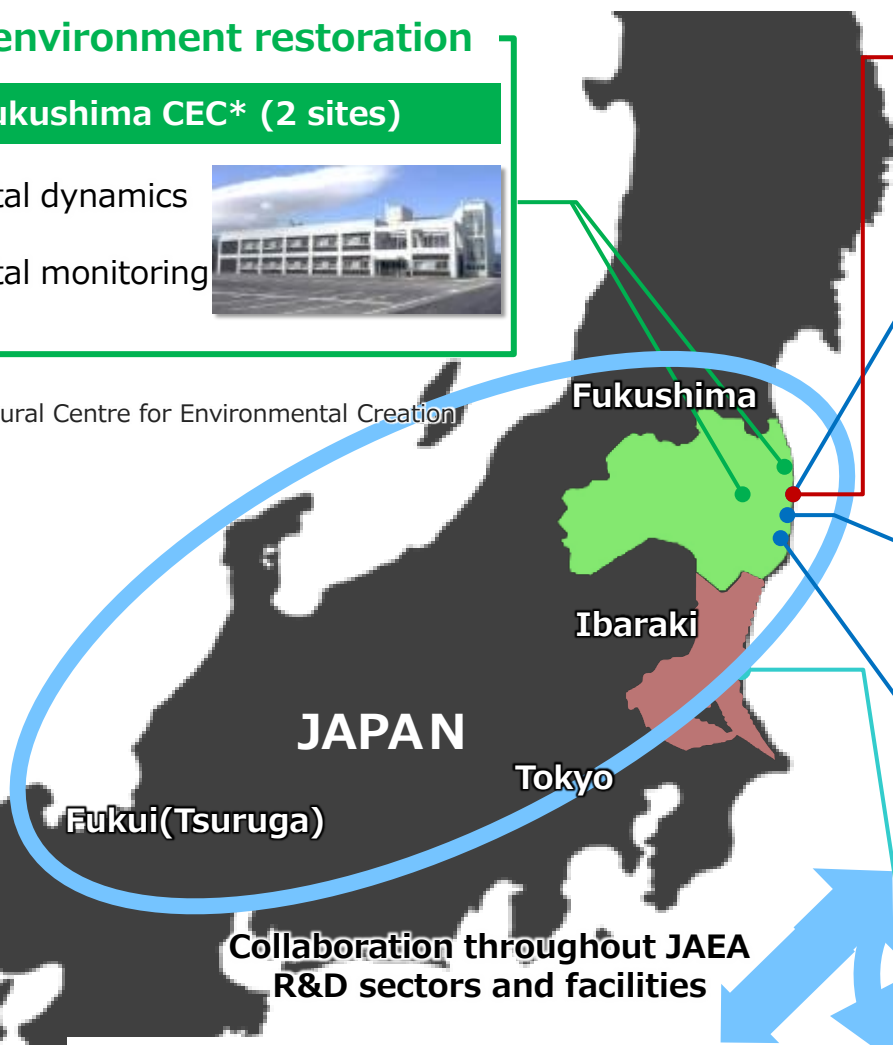 environment restoration
ukushima CEC* (2 sites)
tal dynamics
tal monitoring
ural Centre for Environmental Creation
Fukushima
Ibaraki
JAPAN
Tokyo
Fukui(Tsuruga)
Collaboration throughout JAEA
R&D sectors and facilities